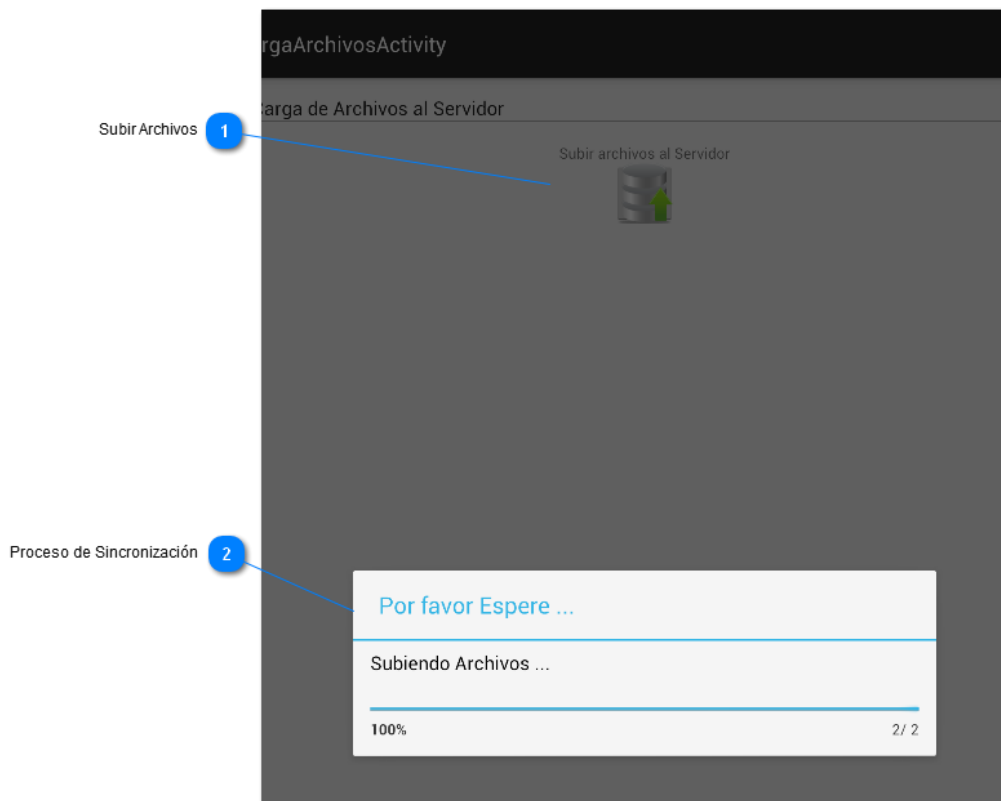 rgaArchivosActivity
Carga de Archivos al Servidor
Subir Archivos 1
Subir archivos al Servidor
Proceso de Sincronización 2
Por favor Espere ...
Subiendo Archivos ...
100% 2/ 2